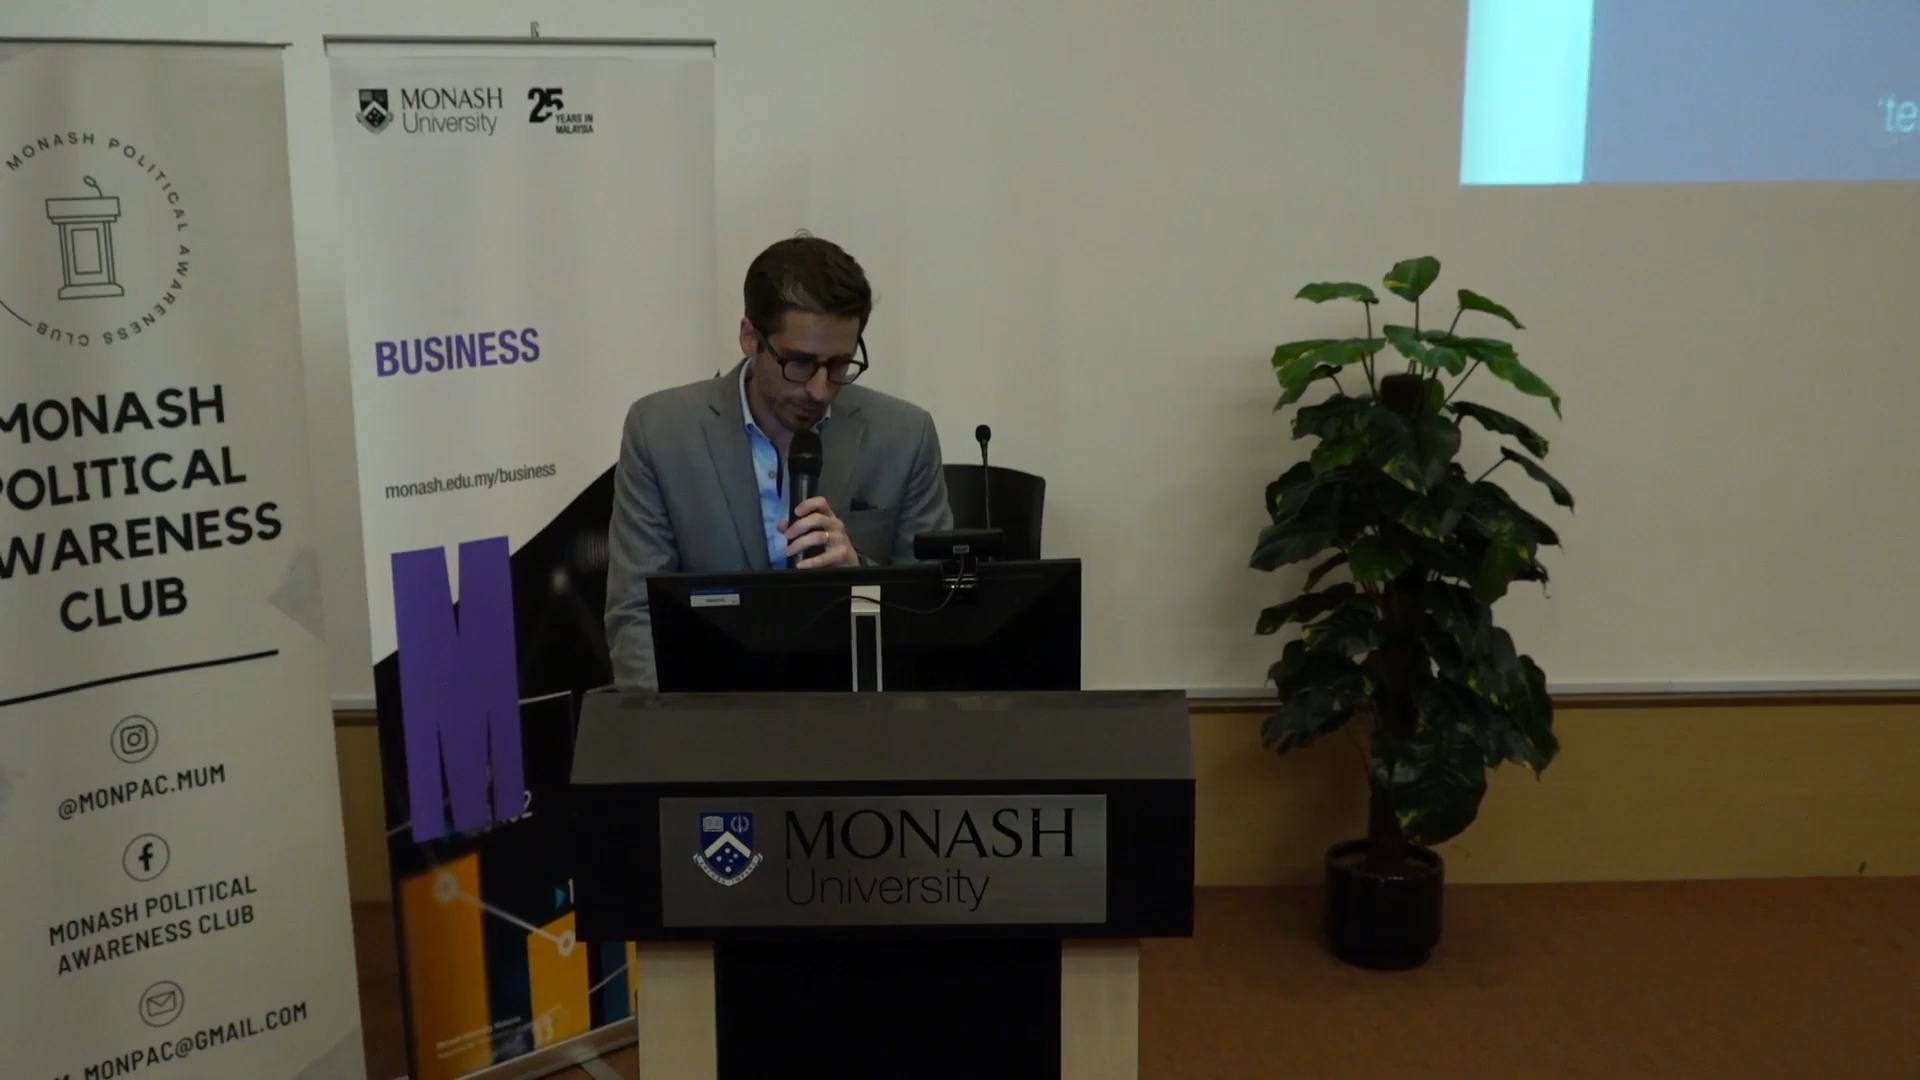 MONASH POLITICAL AWARENESS CLUB
MONASH
POLITICAL
AWARENESS
CLUB
@MONPAC.MUM
MONASH POLITICAL
AWARENESS CLUB
MONPAC@GMAIL.COM
MONASH
University
25
YEARS IN
MALAYSIA
BUSINESS
monash.edu.my/business
M
MONASH
University
'te